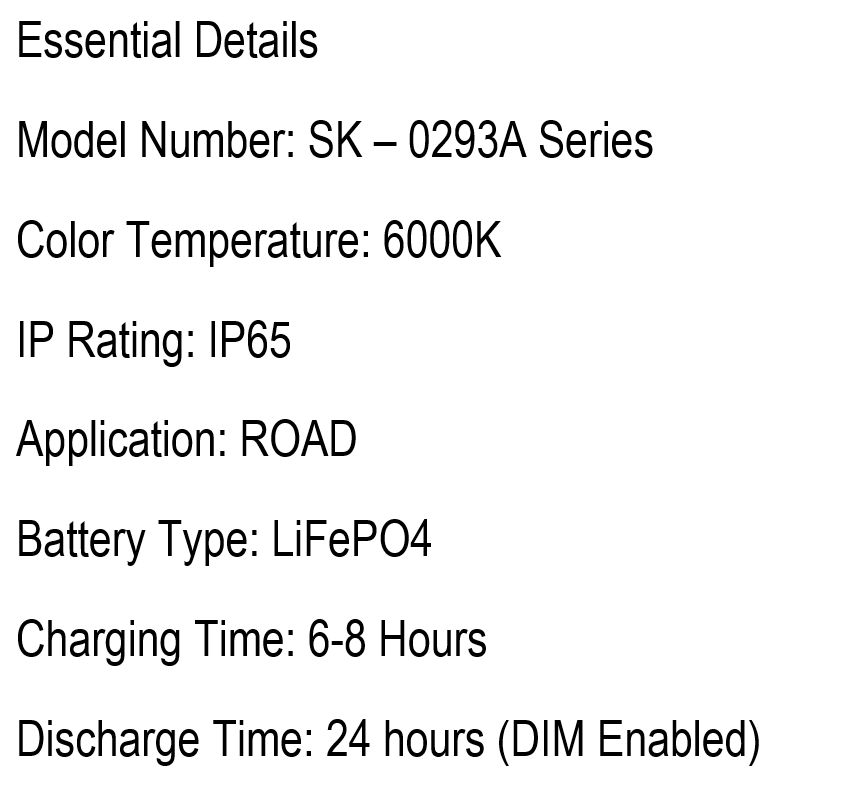 Essential Details
Model Number: SK – 0293A Series
Color Temperature: 6000K
IP Rating: IP65
Application: ROAD
Battery Type: LiFePO4
Charging Time: 6-8 Hours
Discharge Time: 24 hours (DIM Enabled)